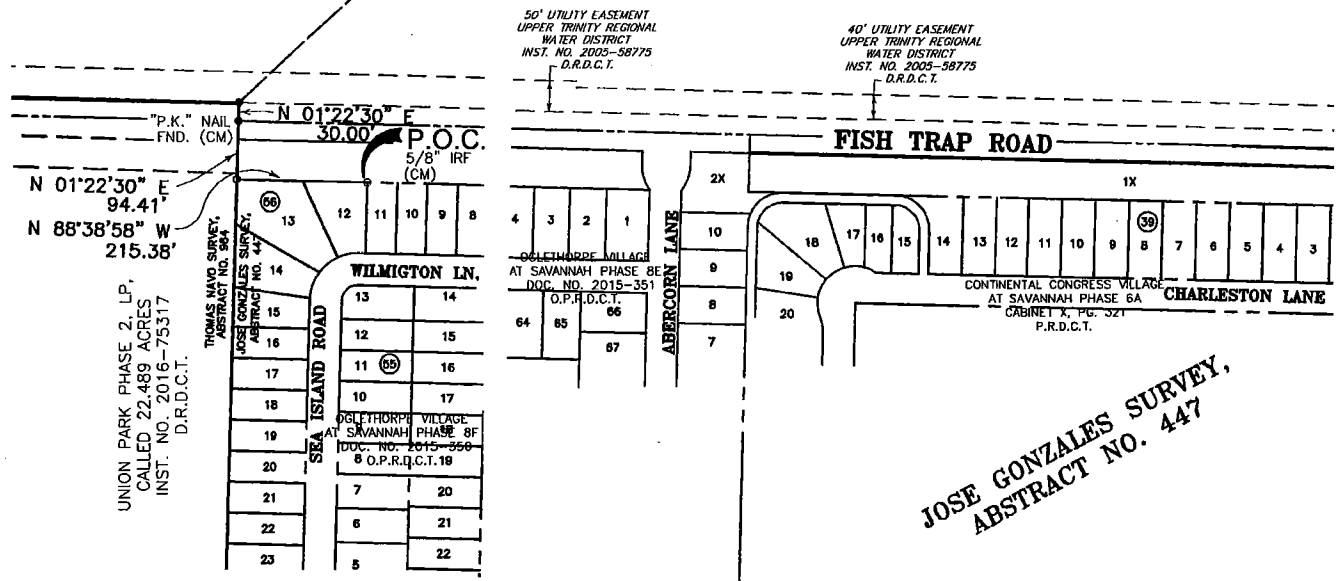 50' UTILITY EASEMENT
UPPER TRINITY REGIONAL
WATER DISTRICT
INST. NO. 2005-58775
D.R.D.C.T.
40' UTILITY EASEMENT
UPPER TRINITY REGIONAL
WATER DISTRICT
INST. NO. 2005-58775
D.R.D.C.T.
"P.K." NAIL
FND. (CM)
N 01°22'30" E
30.00'
P.O.C.
5/8" IRF
(CM)
FISH TRAP ROAD
N 01°22'30" E
94.41'
N 88°38'58" W
215.38'
THOMAS NAVO SURVEY,
ABSTRACT NO. 964
JOSE GONZALES SURVEY,
ABSTRACT NO. 447
UNION PARK PHASE 2, LP,
CALLED 22.489 ACRES
INST. NO. 2016-75317
D.R.D.C.T.
56
13
12
11
10
9
8
14
15
16
17
18
19
20
21
22
23
WILMIGTON LN.
SEA ISLAND ROAD
13
14
12
15
11
55
16
10
17
OGLETHORPE VILLAGE
AT SAVANNAH PHASE 8F
DOC. NO. 2015-350
O.P.R.D.C.T.
8
19
7
20
6
21
5
22
4
3
2
1
OGLETHORPE VILLAGE
AT SAVANNAH PHASE 8E
DOC. NO. 2015-351
O.P.R.D.C.T.
64
65
66
67
ABERCORN LANE
2X
10
9
8
7
1X
18
17
16
15
14
13
12
11
10
9
39
8
7
6
5
4
3
19
20
CONTINENTAL CONGRESS VILLAGE
AT SAVANNAH PHASE 6A
CABINET X, PG. 321
P.R.D.C.T.
CHARLESTON LANE
JOSE GONZALES SURVEY,
ABSTRACT NO. 447